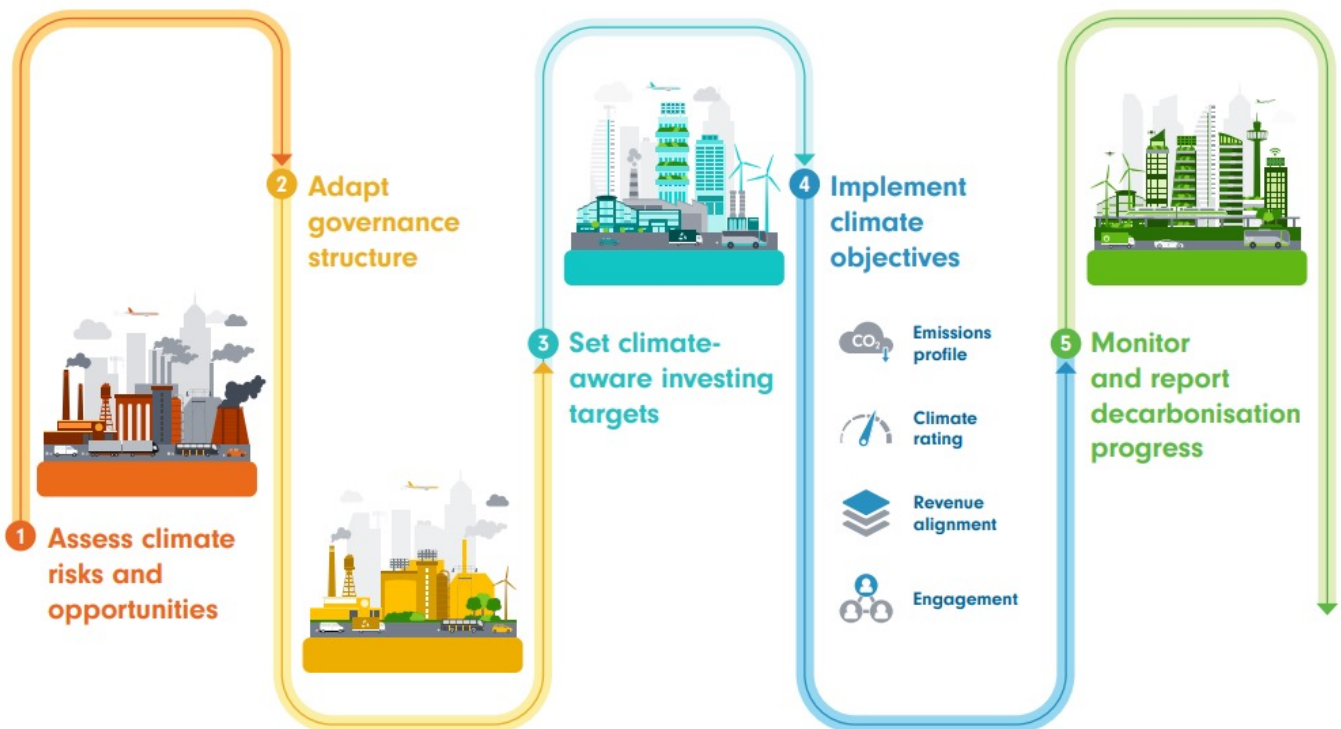 1
Assess climate
risks and
opportunities
2
Adapt
governance
structure
3
Set climate-
aware investing
targets
4
Implement
climate
objectives
CO2
Emissions
profile
Climate
rating
Revenue
alignment
Engagement
5
Monitor
and report
decarbonisation
progress